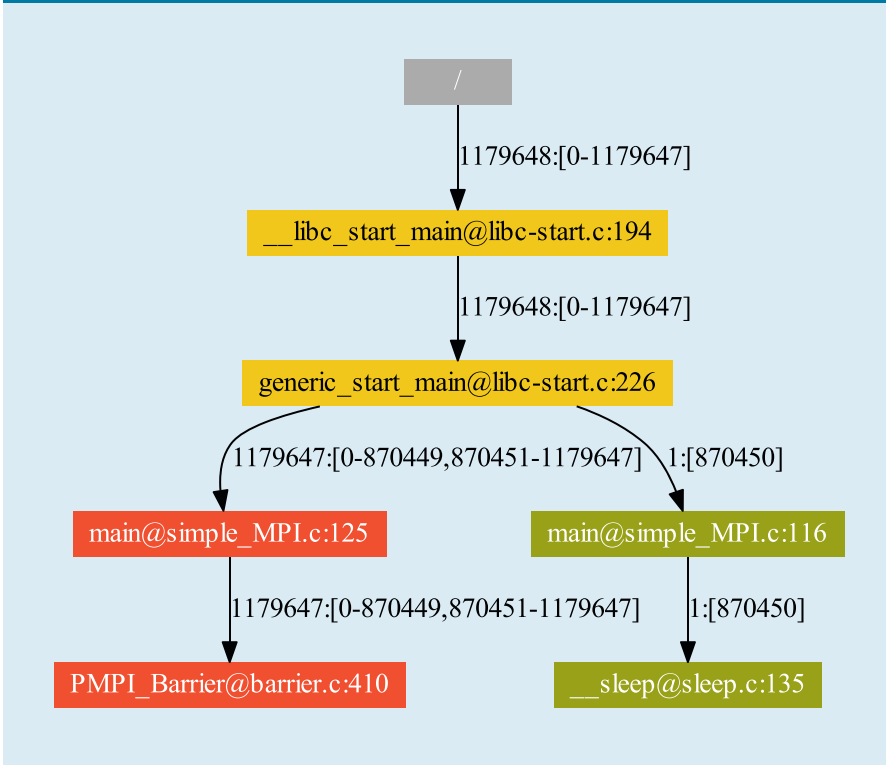 /
1179648:[0-1179647]
__libc_start_main@libc-start.c:194
1179648:[0-1179647]
generic_start_main@libc-start.c:226
1179647:[0-870449,870451-1179647]
1:[870450]
main@simple_MPI.c:125
main@simple_MPI.c:116
1179647:[0-870449,870451-1179647]
1:[870450]
PMPI_Barrier@barrier.c:410
__sleep@sleep.c:135